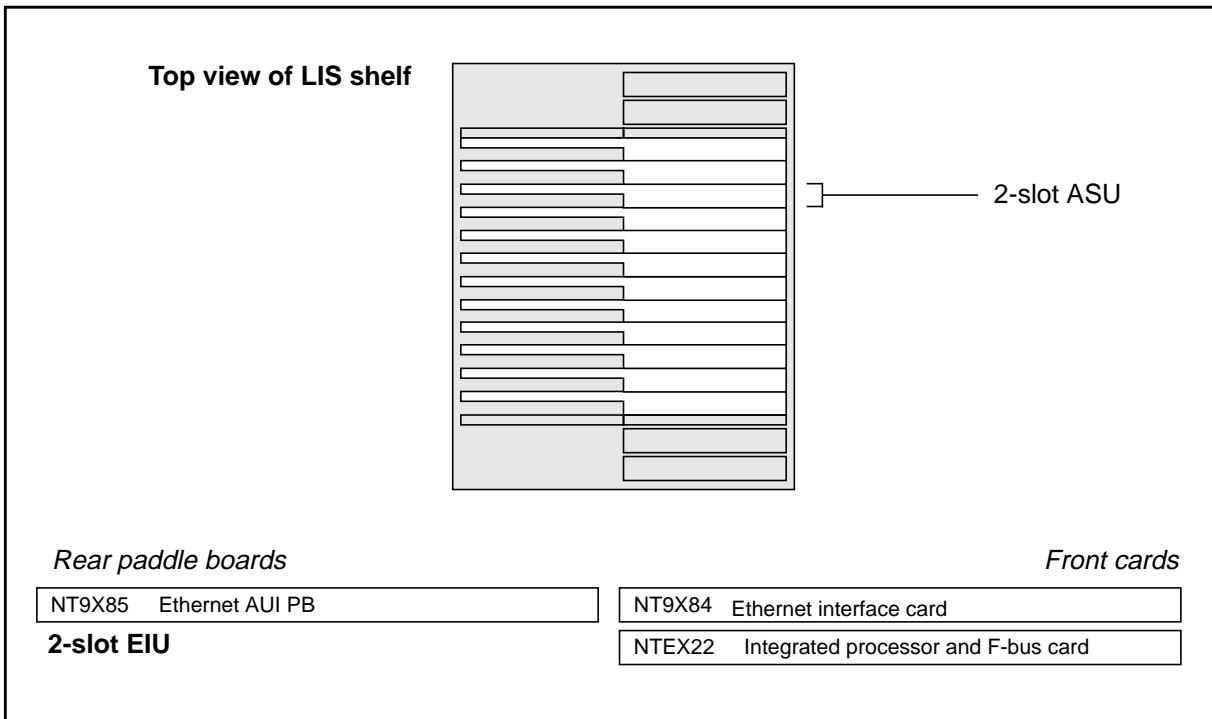 Top view of LIS shelf
2-slot ASU
Rear paddle boards
Front cards
NT9X85 Ethernet AUI PB
NT9X84 Ethernet interface card
2-slot EIU
NTEX22 Integrated processor and F-bus card